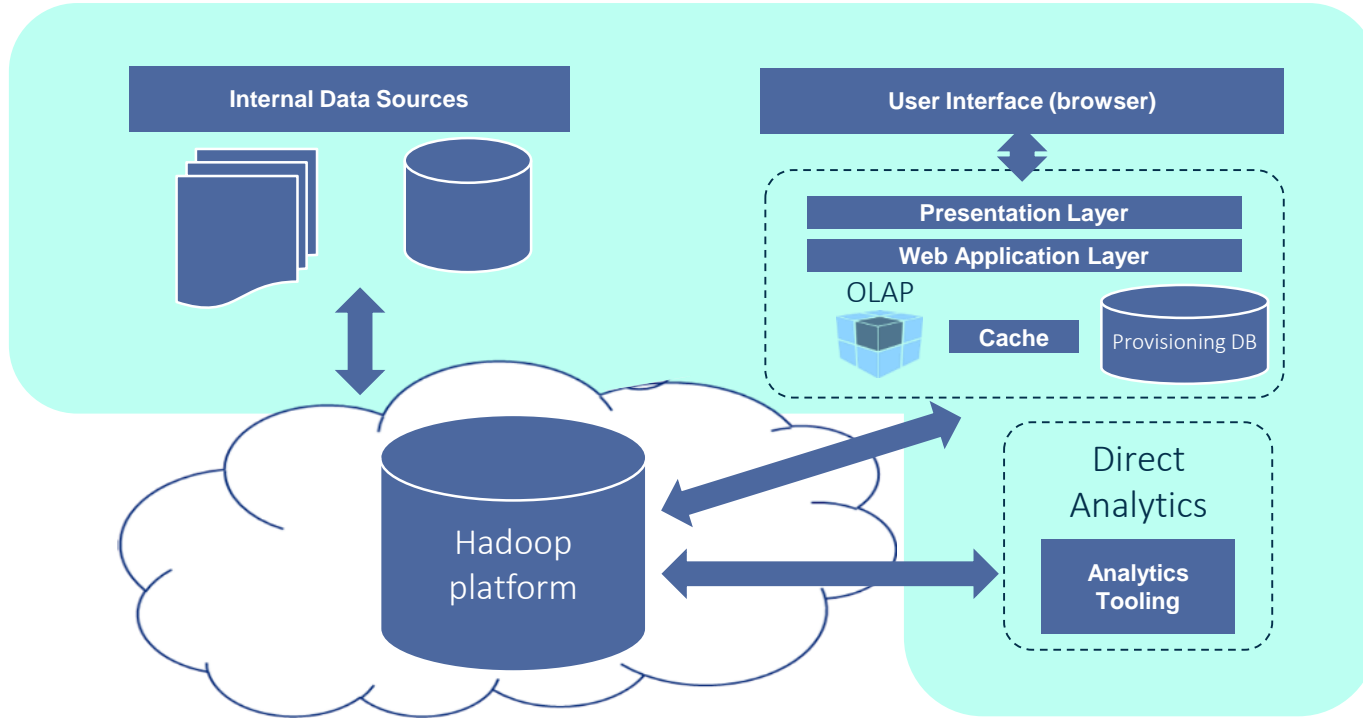 Internal Data Sources
User Interface (browser)
Presentation Layer
Web Application Layer
OLAP
Cache
Provisioning DB
Hadoop
platform
Direct
Analytics
Analytics
Tooling